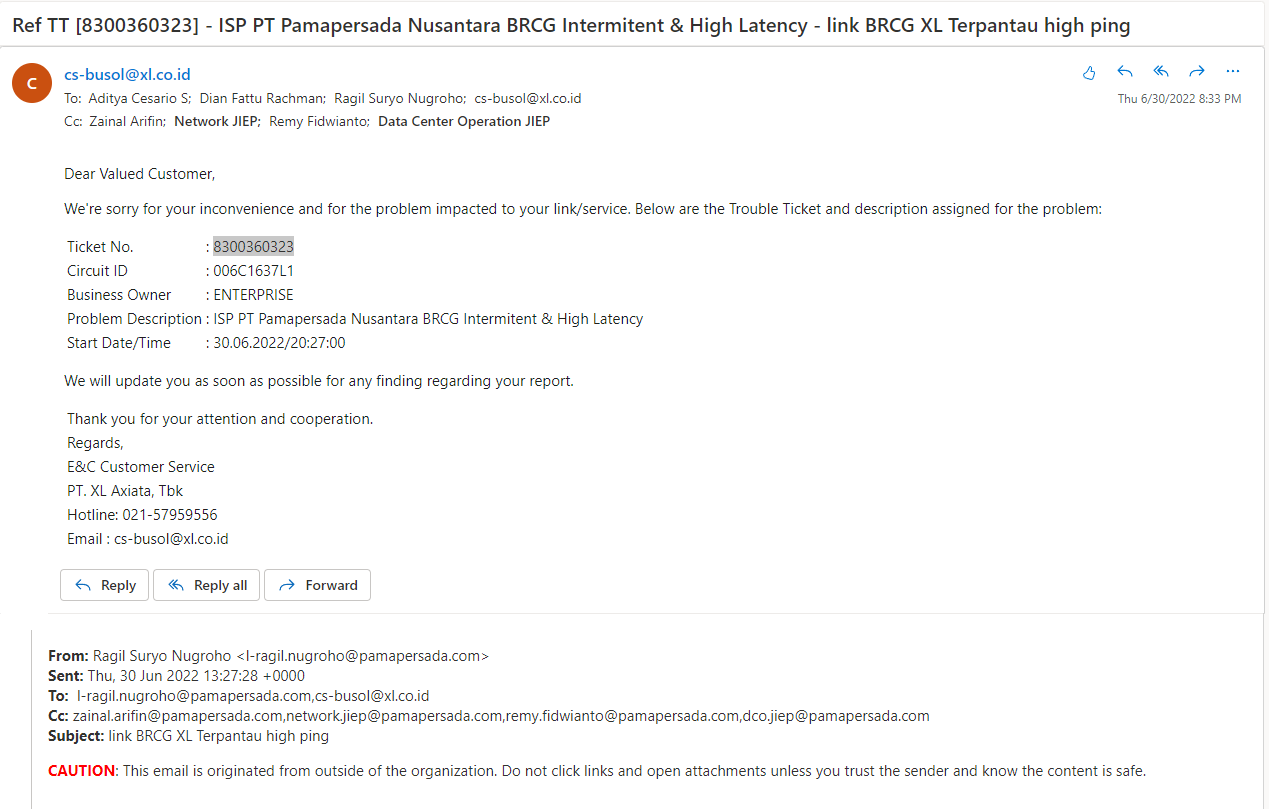 Ref TT [8300360323] - ISP PT Pamapersada Nusantara BRCG Intermitent & High Latency - link BRCG XL Terpantau high ping
C
cs-busol@xl.co.id
To: Aditya Cesario S; Dian Fattu Rachman; Ragil Suryo Nugroho; cs-busol@xl.co.id
Thu 6/30/2022 8:33 PM
Cc: Zainal Arifin; Network JIEP; Remy Fidwianto; Data Center Operation JIEP
Dear Valued Customer,
We're sorry for your inconvenience and for the problem impacted to your link/service. Below are the Trouble Ticket and description assigned for the problem:
Ticket No. : 8300360323
Circuit ID : 006C1637L1
Business Owner : ENTERPRISE
Problem Description : ISP PT Pamapersada Nusantara BRCG Intermitent & High Latency
Start Date/Time : 30.06.2022/20:27:00
We will update you as soon as possible for any finding regarding your report.
Thank you for your attention and cooperation.
Regards,
E&C Customer Service
PT. XL Axiata, Tbk
Hotline: 021-57959556
Email : cs-busol@xl.co.id
Reply Reply all Forward
From: Ragil Suryo Nugroho <l-ragil.nugroho@pamapersada.com>
Sent: Thu, 30 Jun 2022 13:27:28 +0000
To: l-ragil.nugroho@pamapersada.com,cs-busol@xl.co.id
Cc: zainal.arifin@pamapersada.com,network.jiep@pamapersada.com,remy.fidwianto@pamapersada.com,dco.jiep@pamapersada.com
Subject: link BRCG XL Terpantau high ping
CAUTION: This email is originated from outside of the organization. Do not click links and open attachments unless you trust the sender and know the content is safe.